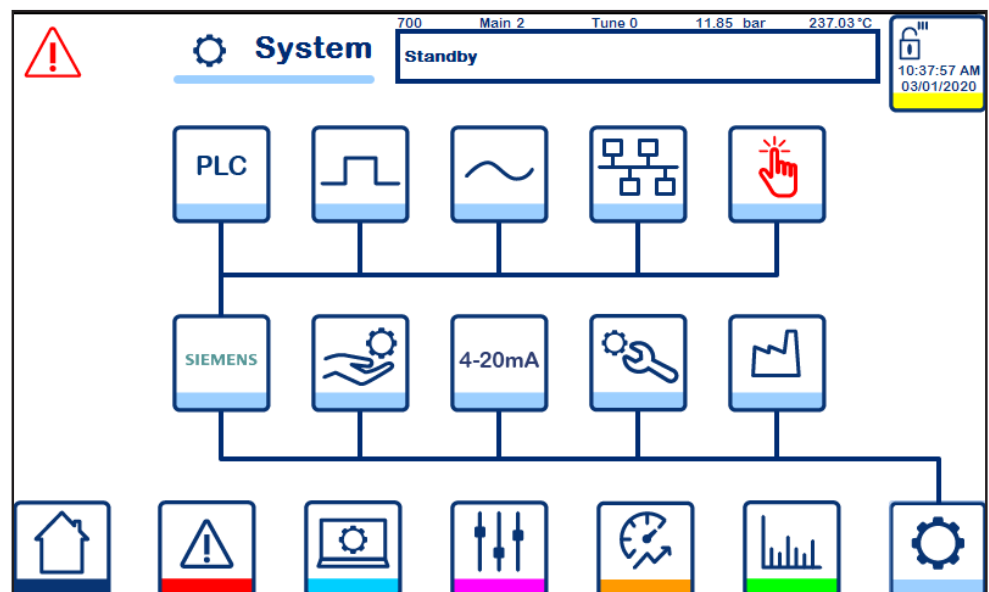 700 Main 2 Tune 0 11.85 bar 237.03°C
System
Standby
10:37:57 AM
03/01/2020
PLC
SIEMENS
4-20mA